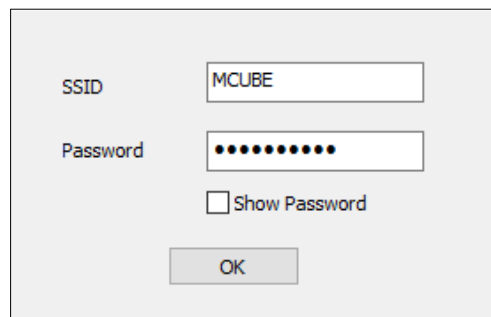 SSID MCUBE
Password ●●●●●●●●●●
Show Password
OK